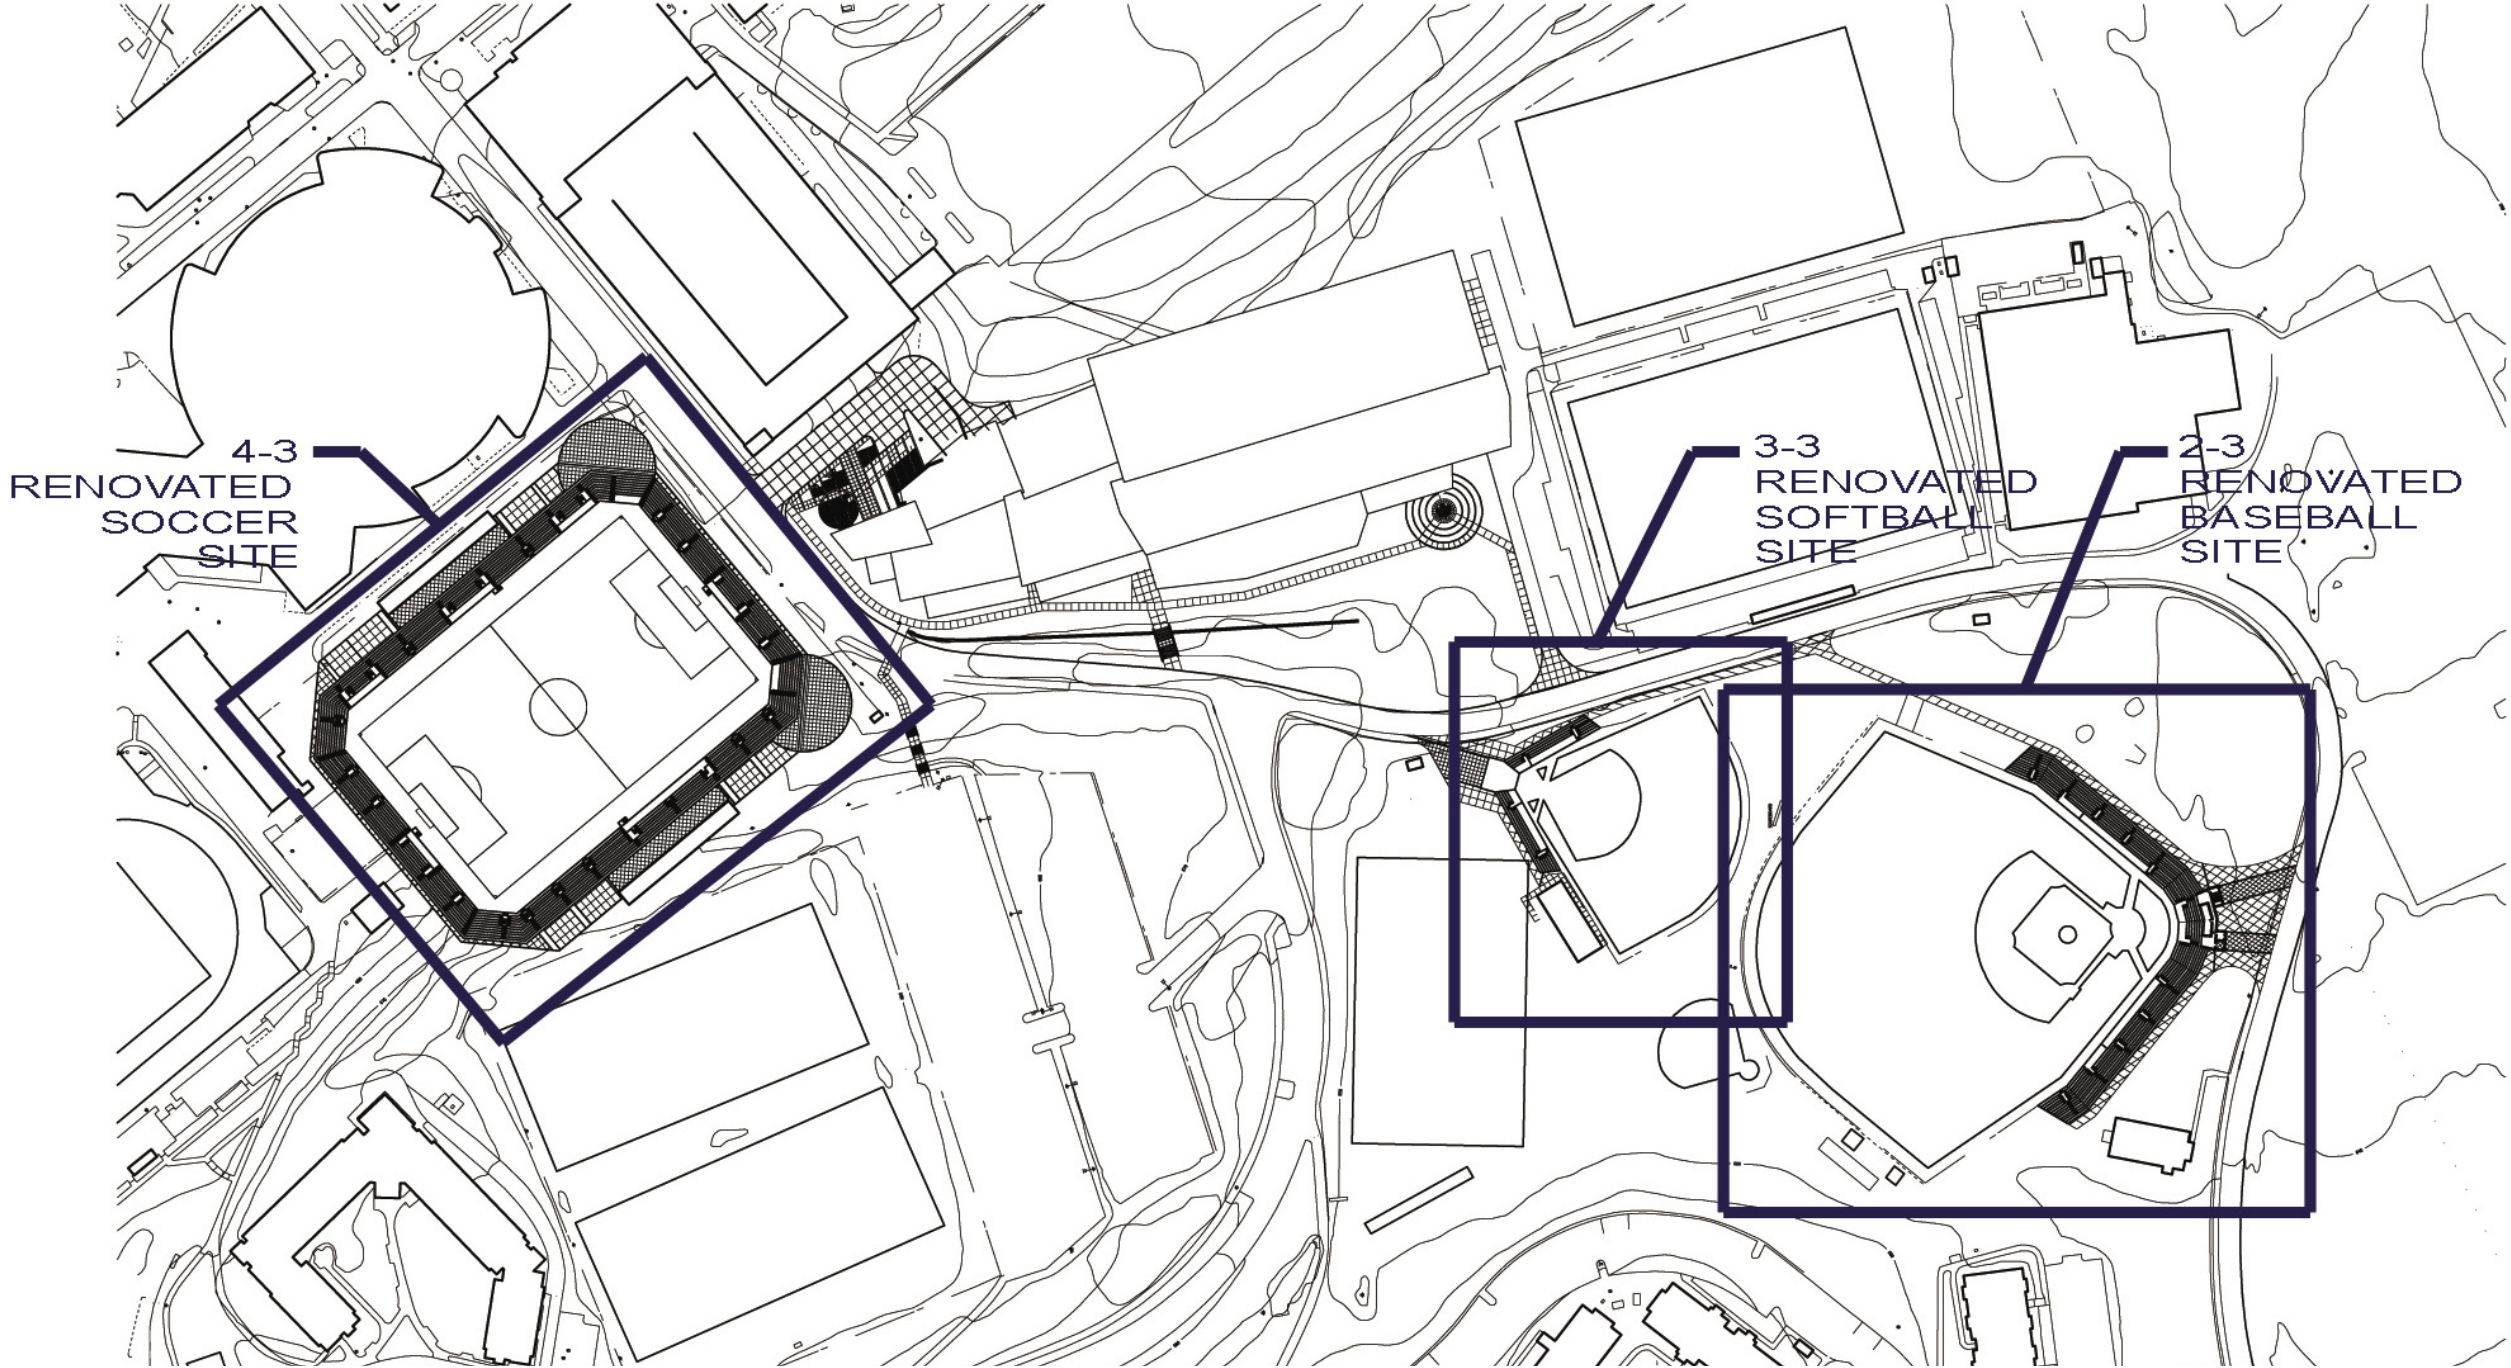 4-3
RENOVATED
SOCCER
SITE
3-3
RENOVATED
SOFTBALL
SITE
2-3
RENOVATED
BASEBALL
SITE